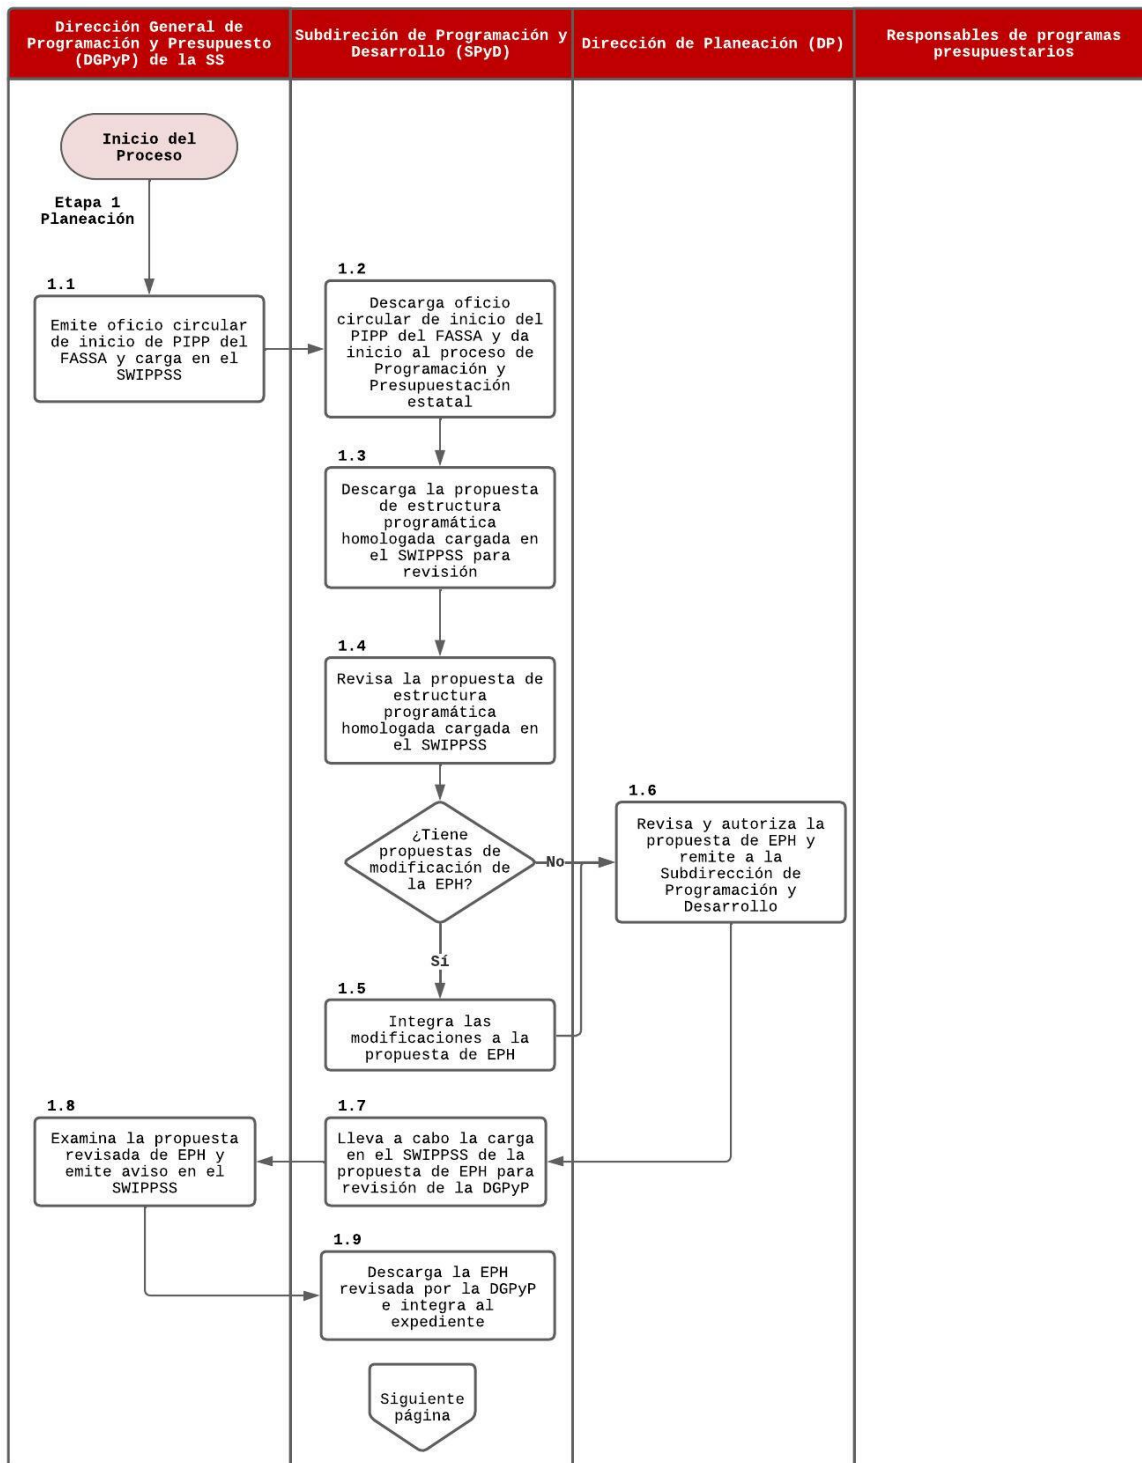 Dirección General de
Programación y Presupuesto
(DGPyP) de la SS
Subdireción de Programación y
Desarrollo (SPyD)
Dirección de Planeación (DP)
Responsables de programas
presupuestarios
Inicio del
Proceso
Etapa 1
Planeación
1.1
Emite oficio circular
de inicio de PIPP del
FASSA y carga en el
SWIPPSS
1.2
Descarga oficio
circular de inicio del
PIPP del FASSA y da
inicio al proceso de
Programación y
Presupuestación
estatal
1.3
Descarga la propuesta
de estructura
programática
homologada cargada en
el SWIPPSS para
revisión
1.4
Revisa la propuesta de
estructura
programática
homologada cargada en
el SWIPPSS
¿Tiene
propuestas de
modificación de
la EPH?
No
Sí
1.5
Integra las
modificaciones a la
propuesta de EPH
1.6
Revisa y autoriza la
propuesta de EPH y
remite a la
Subdirección de
Programación y
Desarrollo
1.7
Lleva a cabo la carga
en el SWIPPSS de la
propuesta de EPH para
revisión de la DGPyP
1.8
Examina la propuesta
revisada de EPH y
emite aviso en el
SWIPPSS
1.9
Descarga la EPH
revisada por la DGPyP
e integra al
expediente
Siguiente
página